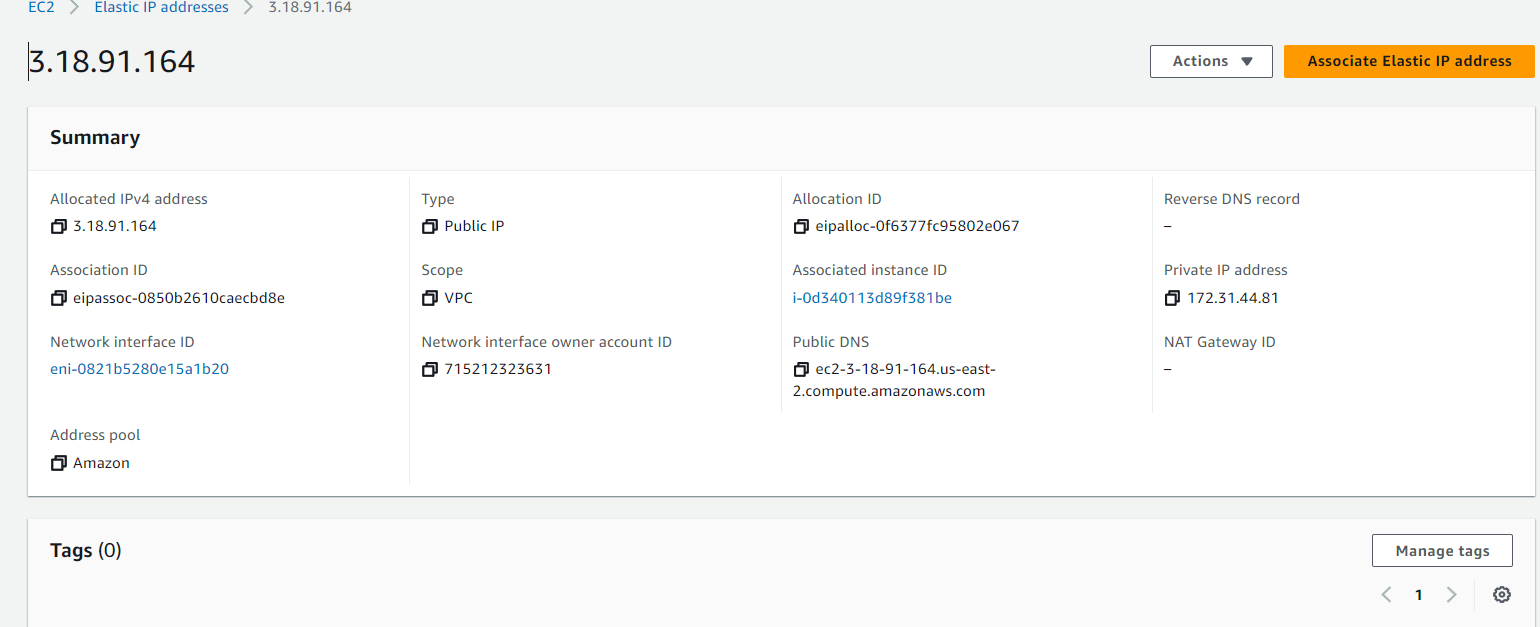 EC2 > Elastic IP addresses > 3.18.91.164
3.18.91.164
Actions ▼
Associate Elastic IP address
Summary
Allocated IPv4 address
3.18.91.164
Type
Public IP
Allocation ID
eipalloc-0f6377fc95802e067
Reverse DNS record
–
Association ID
eipassoc-0850b2610caecbd8e
Scope
VPC
Associated instance ID
i-0d340113d89f381be
Private IP address
172.31.44.81
Network interface ID
eni-0821b5280e15a1b20
Network interface owner account ID
715212323631
Public DNS
ec2-3-18-91-164.us-east-
2.compute.amazonaws.com
NAT Gateway ID
–
Address pool
Amazon
Tags (0)
Manage tags
< 1 >